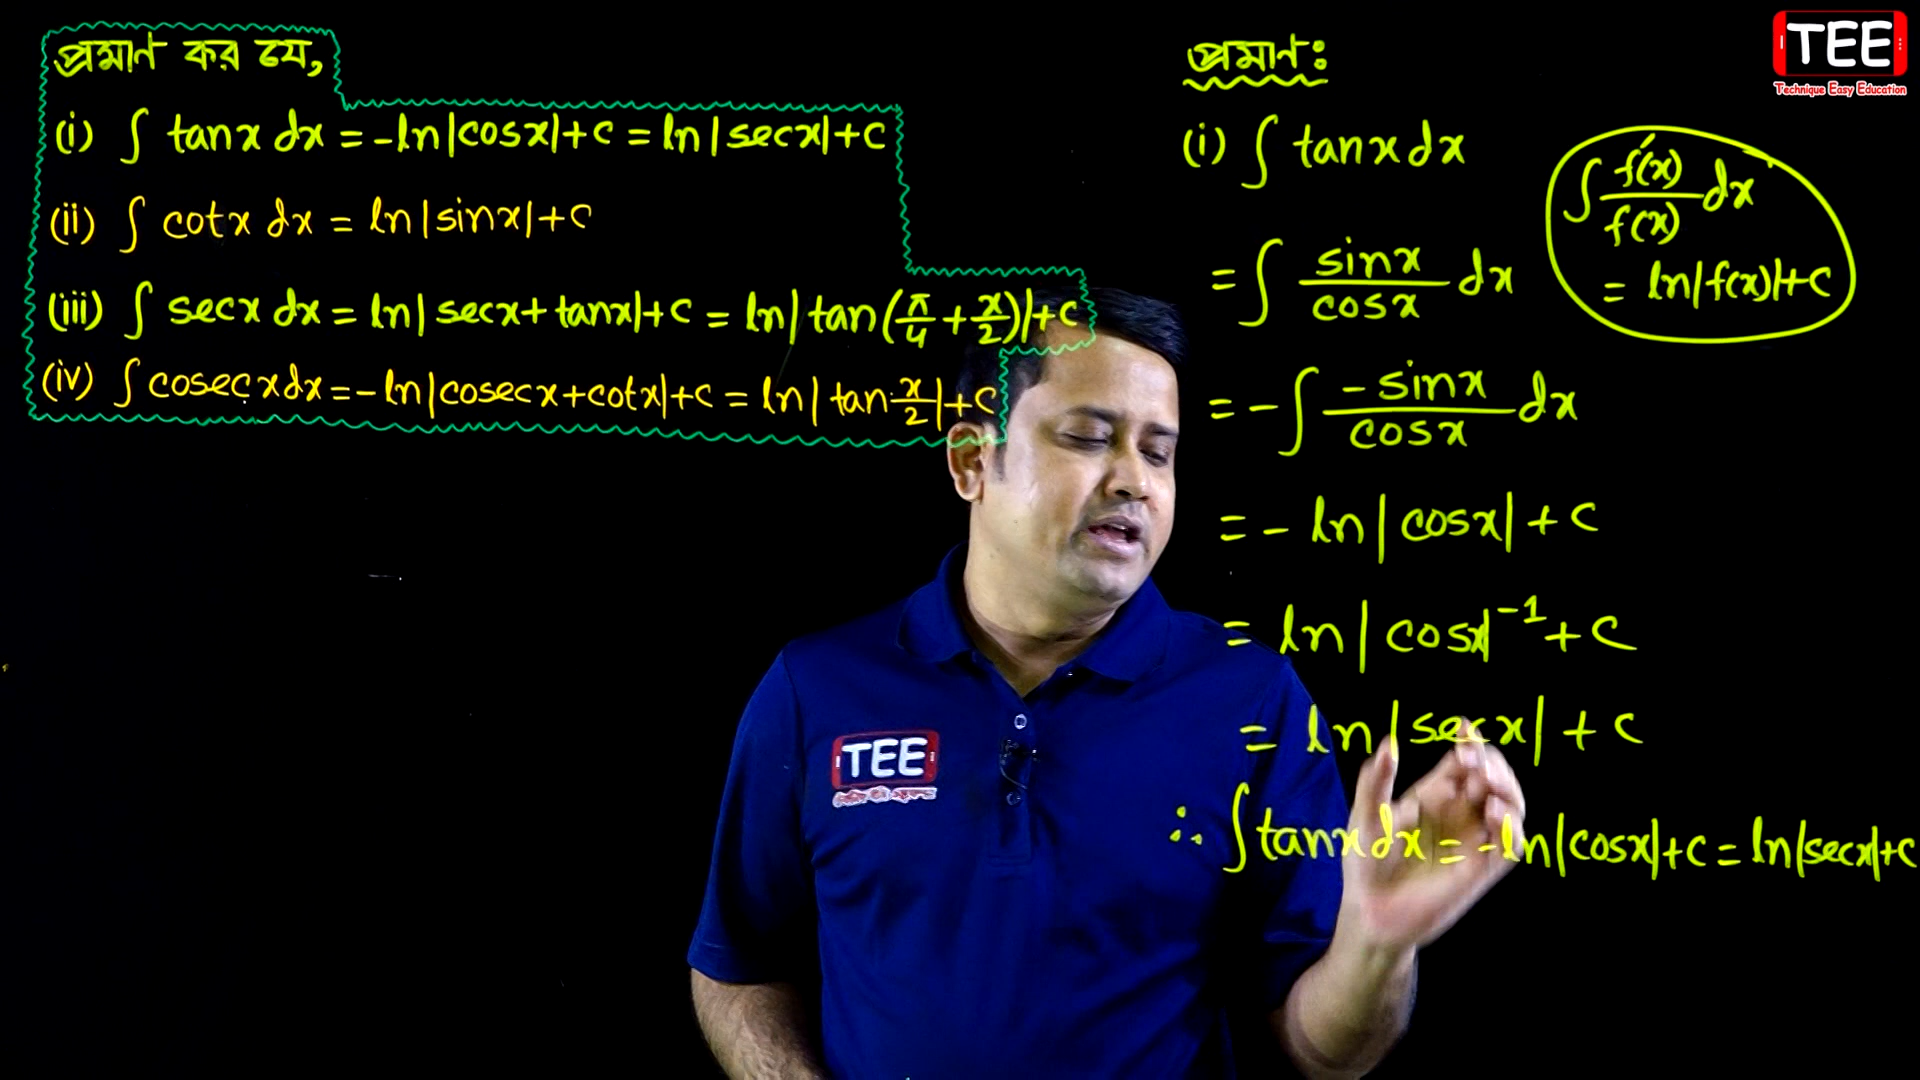 প্রমাণ কর যে,
(i) ∫ tanx dx = -ln|cosx|+c = ln|secx|+c
(ii) ∫ cotx dx = ln|sinx|+c
(iii) ∫ secx dx = ln|secx+tanx|+c = ln|tan(π/4 + x/2)|+c
(iv) ∫ cosecx dx = -ln|cosecx+cotx|+c = ln|tan x/2|+c
প্রমাণ:
(i) ∫ tanx dx
= ∫ sinx/cosx dx
= -∫ -sinx/cosx dx
= - ln|cosx| + c
= ln|cosx|⁻¹ + c
= ln|secx| + c
∴ ∫tanx dx = -ln|cosx|+c = ln|secx|+c
∫ f′(x)/f(x) dx
= ln|f(x)|+c
TEE
Technique Easy Education
TEE